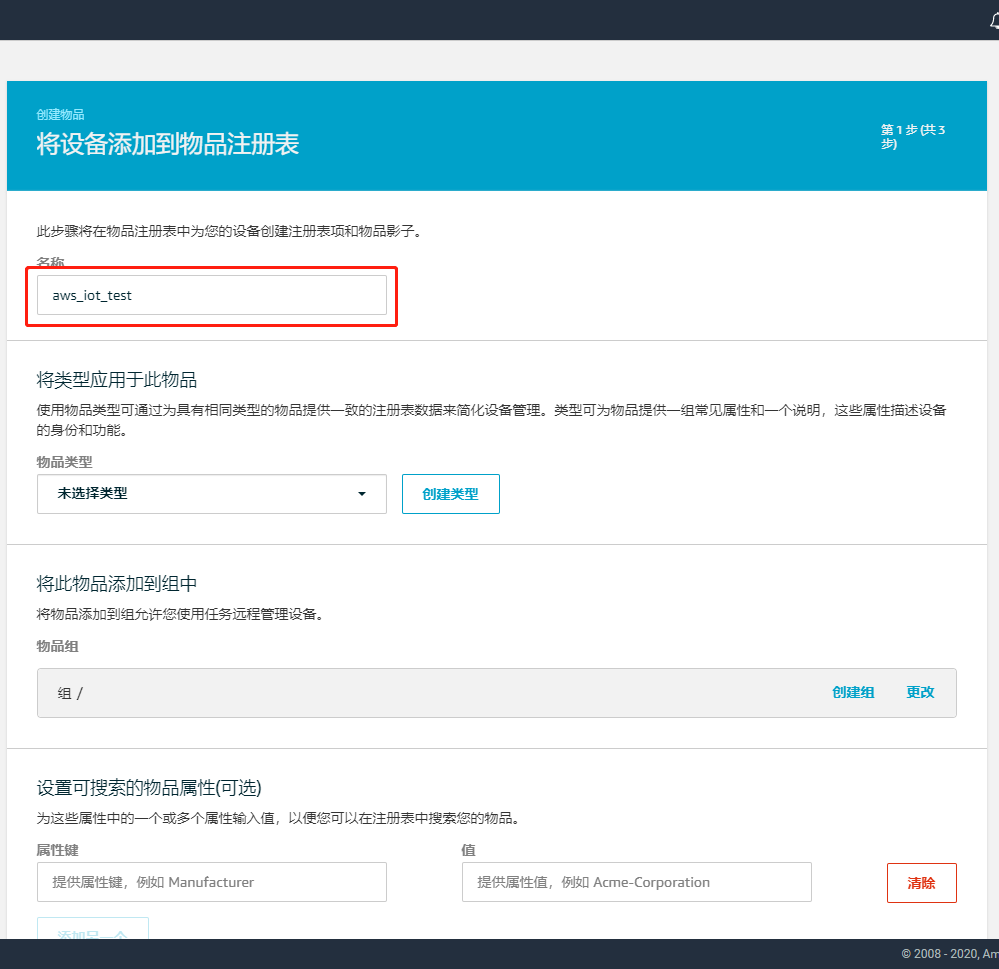 创建物品
将设备添加到物品注册表
第 1 步 (共 3
步)
此步骤将在物品注册表中为您的设备创建注册表项和物品影子。
名称
aws_iot_test
将类型应用于此物品
使用物品类型可通过为具有相同类型的物品提供一致的注册表数据来简化设备管理。类型可为物品提供一组常见属性和一个说明，这些属性描述设备
的身份和功能。
物品类型
未选择类型
创建类型
将此物品添加到组中
将物品添加到组允许您使用任务远程管理设备。
物品组
组 /
创建组
更改
设置可搜索的物品属性(可选)
为这些属性中的一个或多个属性输入值，以便您可以在注册表中搜索您的物品。
属性键
值
提供属性键，例如 Manufacturer
提供属性值，例如 Acme-Corporation
清除
添加另一个
© 2008 - 2020, Am